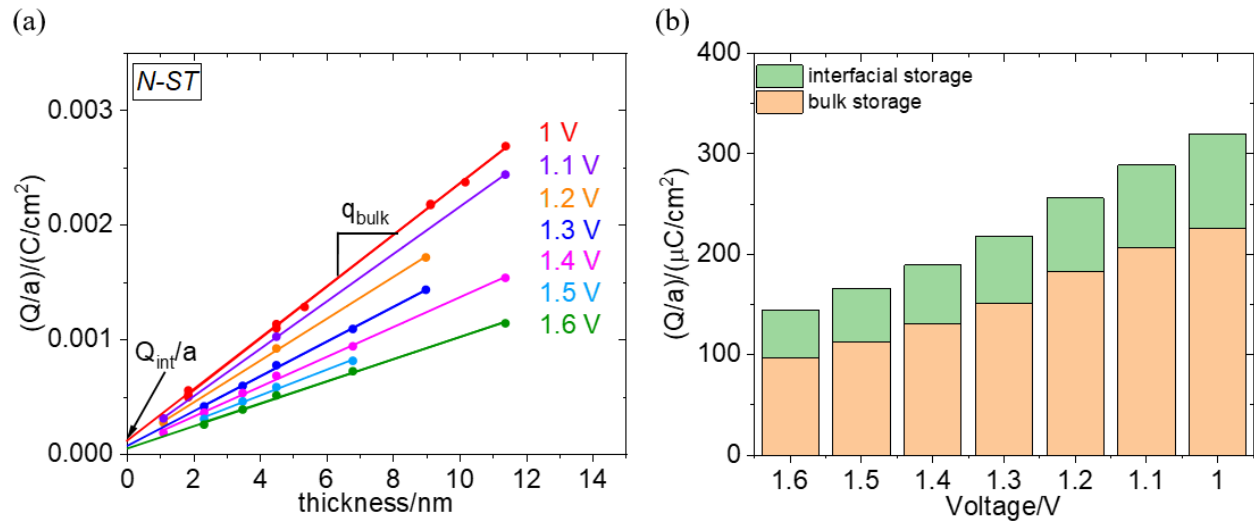 (a)
N-ST
(Q/a)/(C/cm²)
0.003
0.002
0.001
0.000
q_bulk
Q_int/a
1 V
1.1 V
1.2 V
1.3 V
1.4 V
1.5 V
1.6 V
0 2 4 6 8 10 12 14
thickness/nm
(b)
interfacial storage
bulk storage
(Q/a)/(μC/cm²)
400
300
200
100
0
1.6 1.5 1.4 1.3 1.2 1.1 1
Voltage/V